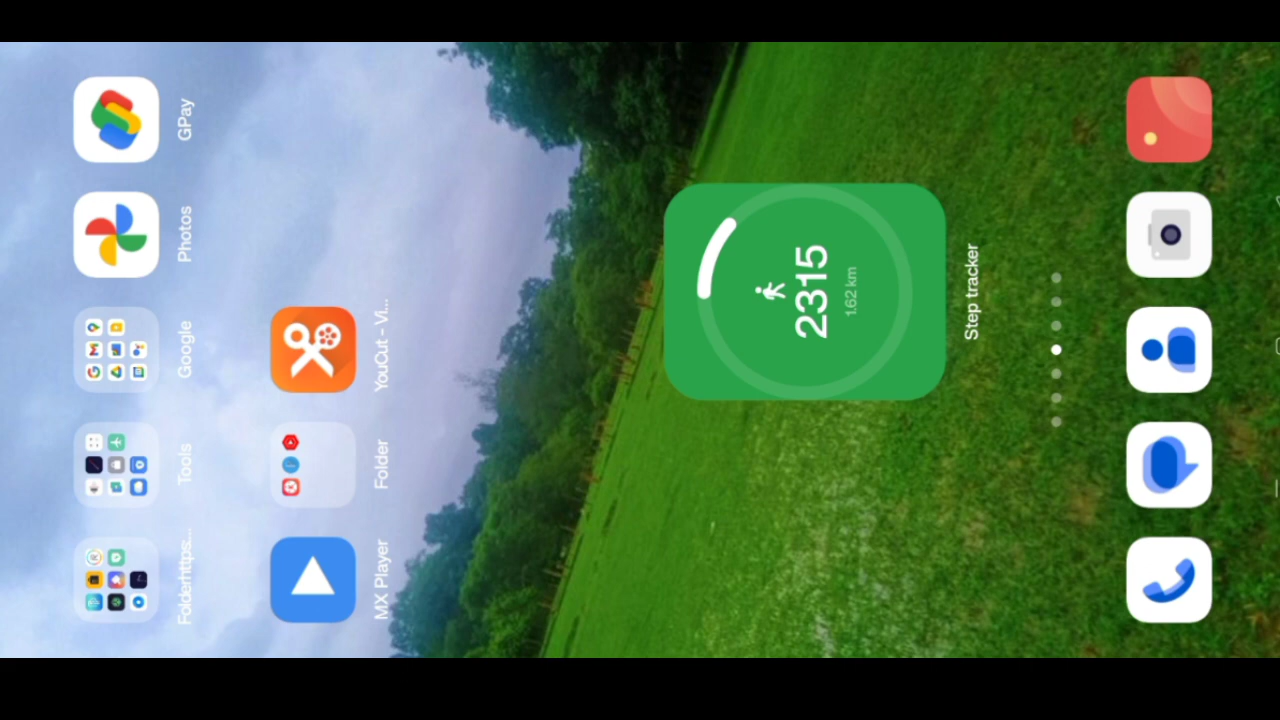 Folderhttps:...
Tools
Google
Photos
GPay
MX Player
Folder
YouCut - Vi...
2315
1.62 km
Step tracker